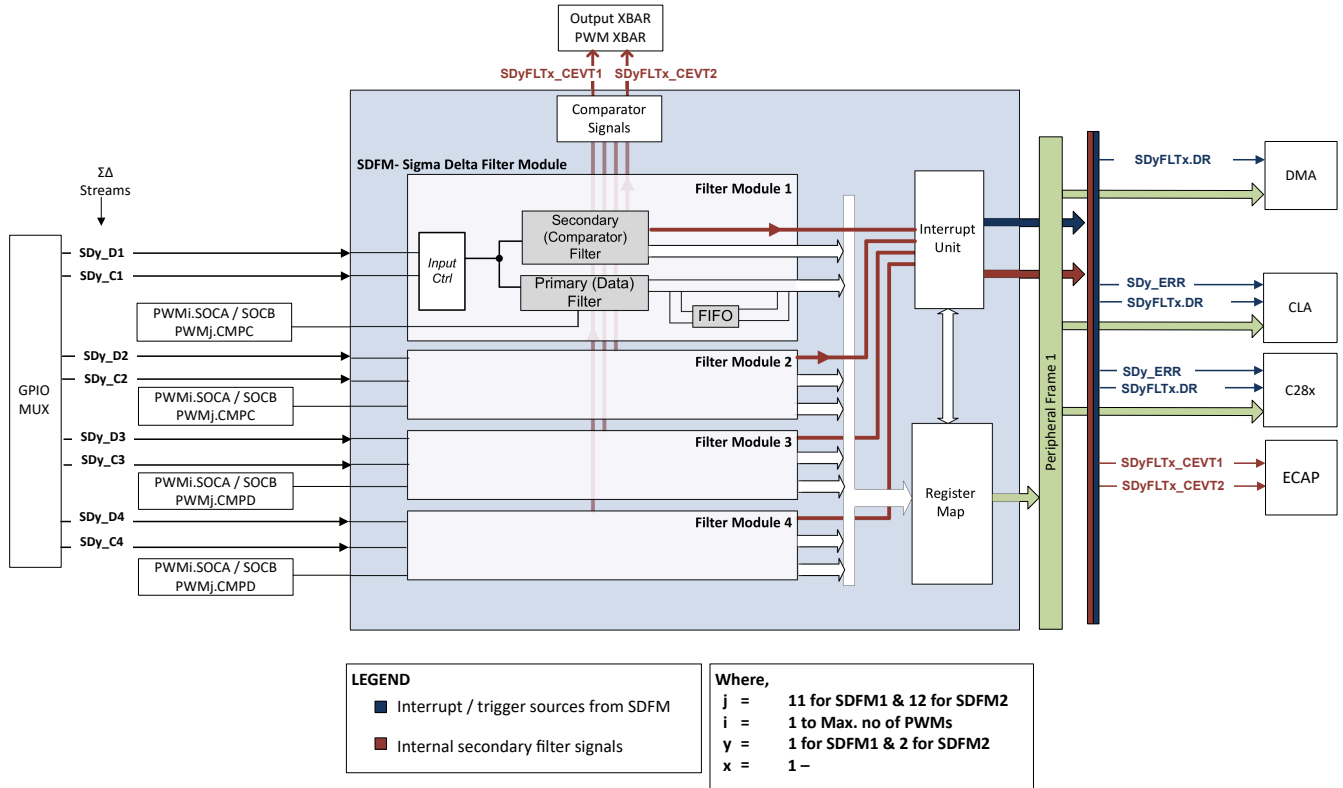 Output XBAR
PWM XBAR
SDyFLTx_CEVT1 SDyFLTx_CEVT2
Comparator
Signals
SDFM- Sigma Delta Filter Module
ΣΔ
Streams
Filter Module 1
Secondary
(Comparator)
Filter
Input
Ctrl
Primary (Data)
Filter
FIFO
Interrupt
Unit
GPIO
MUX
SDy_D1
SDy_C1
PWMi.SOCA / SOCB
PWMj.CMPC
SDy_D2
SDy_C2
Filter Module 2
PWMi.SOCA / SOCB
PWMj.CMPC
SDy_D3
SDy_C3
Filter Module 3
PWMi.SOCA / SOCB
PWMj.CMPD
SDy_D4
SDy_C4
Filter Module 4
PWMi.SOCA / SOCB
PWMj.CMPD
Register
Map
Peripheral Frame 1
SDyFLTx.DR
DMA
SDy_ERR
SDyFLTx.DR
CLA
SDy_ERR
SDyFLTx.DR
C28x
SDyFLTx_CEVT1
SDyFLTx_CEVT2
ECAP
LEGEND
Interrupt / trigger sources from SDFM
Internal secondary filter signals
Where,
j = 11 for SDFM1 & 12 for SDFM2
i = 1 to Max. no of PWMs
y = 1 for SDFM1 & 2 for SDFM2
x = 1 –